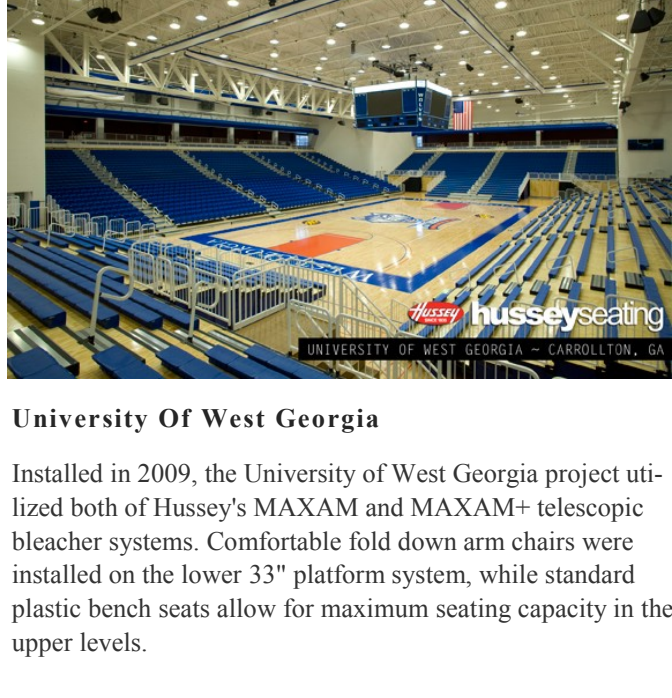 HUSSEY
SINCE 1835
husseyseating
UNIVERSITY OF WEST GEORGIA ~ CARROLLTON, GA
University Of West Georgia
Installed in 2009, the University of West Georgia project uti-
lized both of Hussey's MAXAM and MAXAM+ telescopic
bleacher systems. Comfortable fold down arm chairs were
installed on the lower 33" platform system, while standard
plastic bench seats allow for maximum seating capacity in the
upper levels.